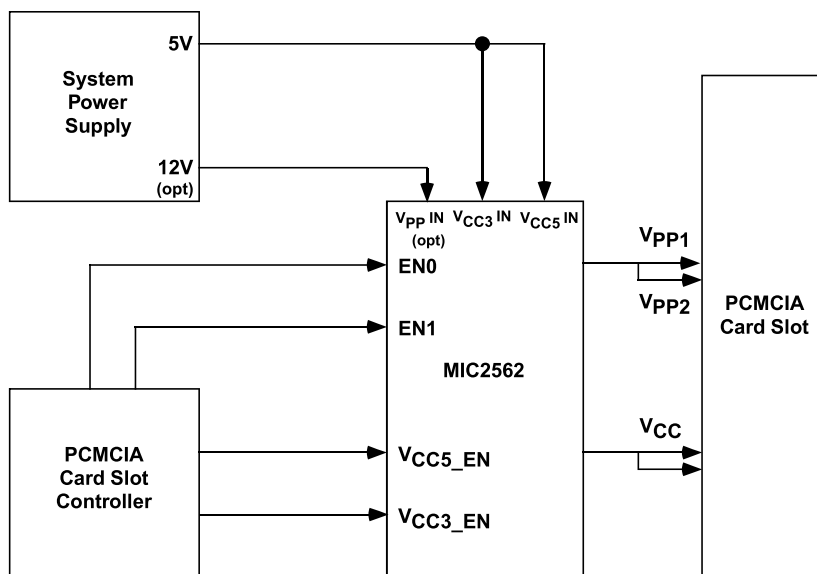 5V
System
Power
Supply
12V
(opt)
VPP IN
(opt)
VCC3 IN
VCC5 IN
EN0
EN1
MIC2562
VCC5_EN
VCC3_EN
PCMCIA
Card Slot
Controller
VPP1
VPP2
VCC
PCMCIA
Card Slot